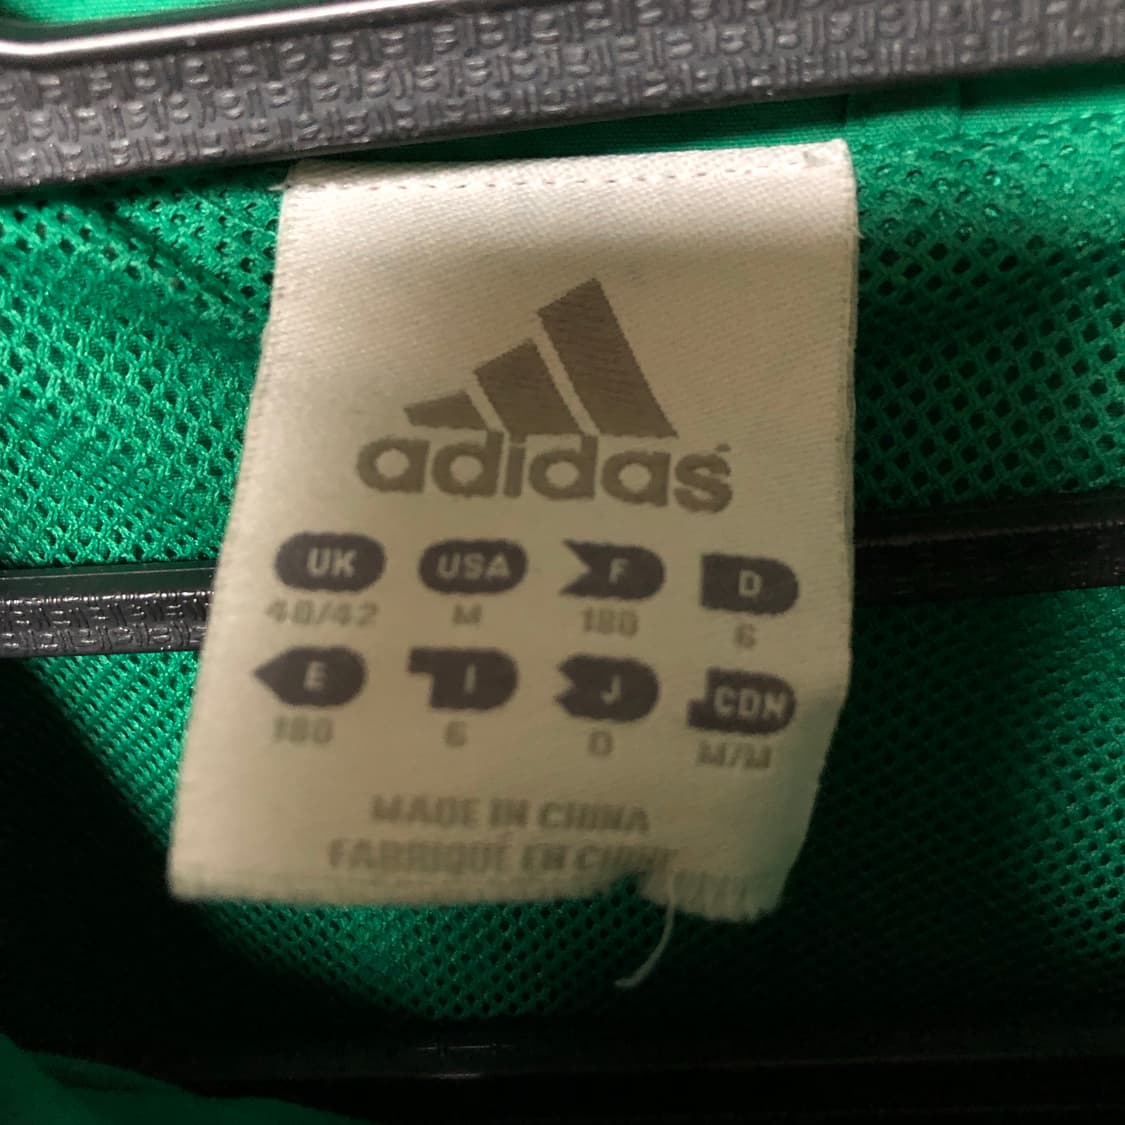 adidas
UK USA F D
40/42 M 180 6
E I J CDN
180 6 O M/M
MADE IN CHINA
FABRIQUÉ EN CHINE